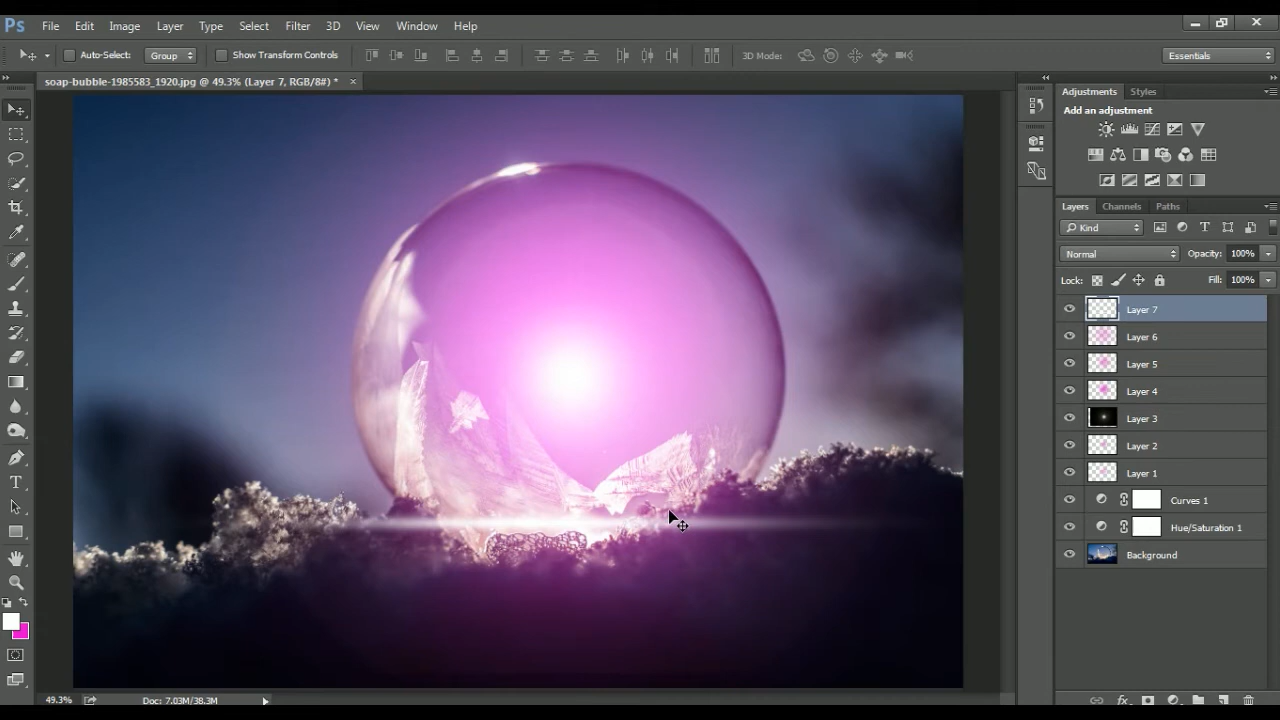 Ps File Edit Image Layer Type Select Filter 3D View Window Help
Auto-Select: Group Show Transform Controls 3D Mode: Essentials
soap-bubble-1985583_1920.jpg @ 49.3% (Layer 7, RGB/8#) * ×
Adjustments Styles
Add an adjustment
Layers Channels Paths
Kind
Normal Opacity: 100%
Lock: Fill: 100%
Layer 7
Layer 6
Layer 5
Layer 4
Layer 3
Layer 2
Layer 1
Curves 1
Hue/Saturation 1
Background
49.3% Doc: 7.03M/38.3M